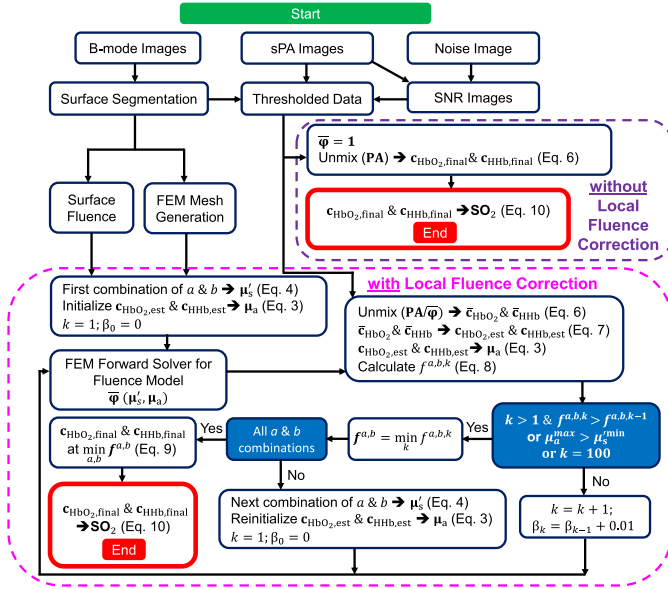 Start
B-mode Images
sPA Images
Noise Image
Surface Segmentation
Thresholded Data
SNR Images
φ̅ = 1
Unmix (PA) ➔ c_HbO₂,final & c_HHb,final (Eq. 6)
c_HbO₂,final & c_HHb,final ➔SO₂ (Eq. 10)
End
without
Local
Fluence
Correction
Surface
Fluence
FEM Mesh
Generation
with Local Fluence Correction
First combination of a & b ➔ μ′ₛ (Eq. 4)
Initialize c_HbO₂,est & c_HHb,est ➔ μₐ (Eq. 3)
k = 1; β₀ = 0
Unmix (PA/φ̅) ➔ c̅_HbO₂ & c̅_HHb (Eq. 6)
c̅_HbO₂ & c̅_HHb ➔ c_HbO₂,est & c_HHb,est (Eq. 7)
c_HbO₂,est & c_HHb,est ➔ μₐ (Eq. 3)
Calculate f^{a,b,k} (Eq. 8)
FEM Forward Solver for
Fluence Model
φ̅ (μ′ₛ, μₐ)
c_HbO₂,final & c_HHb,final
at min_{a,b} f^{a,b} (Eq. 9)
Yes
All a & b
combinations
f^{a,b} = min_k f^{a,b,k}
Yes
k > 1 & f^{a,b,k} > f^{a,b,k−1}
or μₐ^{max} > μ′ₛ^{min}
or k = 100
No
No
c_HbO₂,final & c_HHb,final
➔SO₂ (Eq. 10)
End
Next combination of a & b ➔ μ′ₛ (Eq. 4)
Reinitialize c_HbO₂,est & c_HHb,est ➔ μₐ (Eq. 3)
k = 1; β₀ = 0
k = k + 1;
β_k = β_{k−1} + 0.01